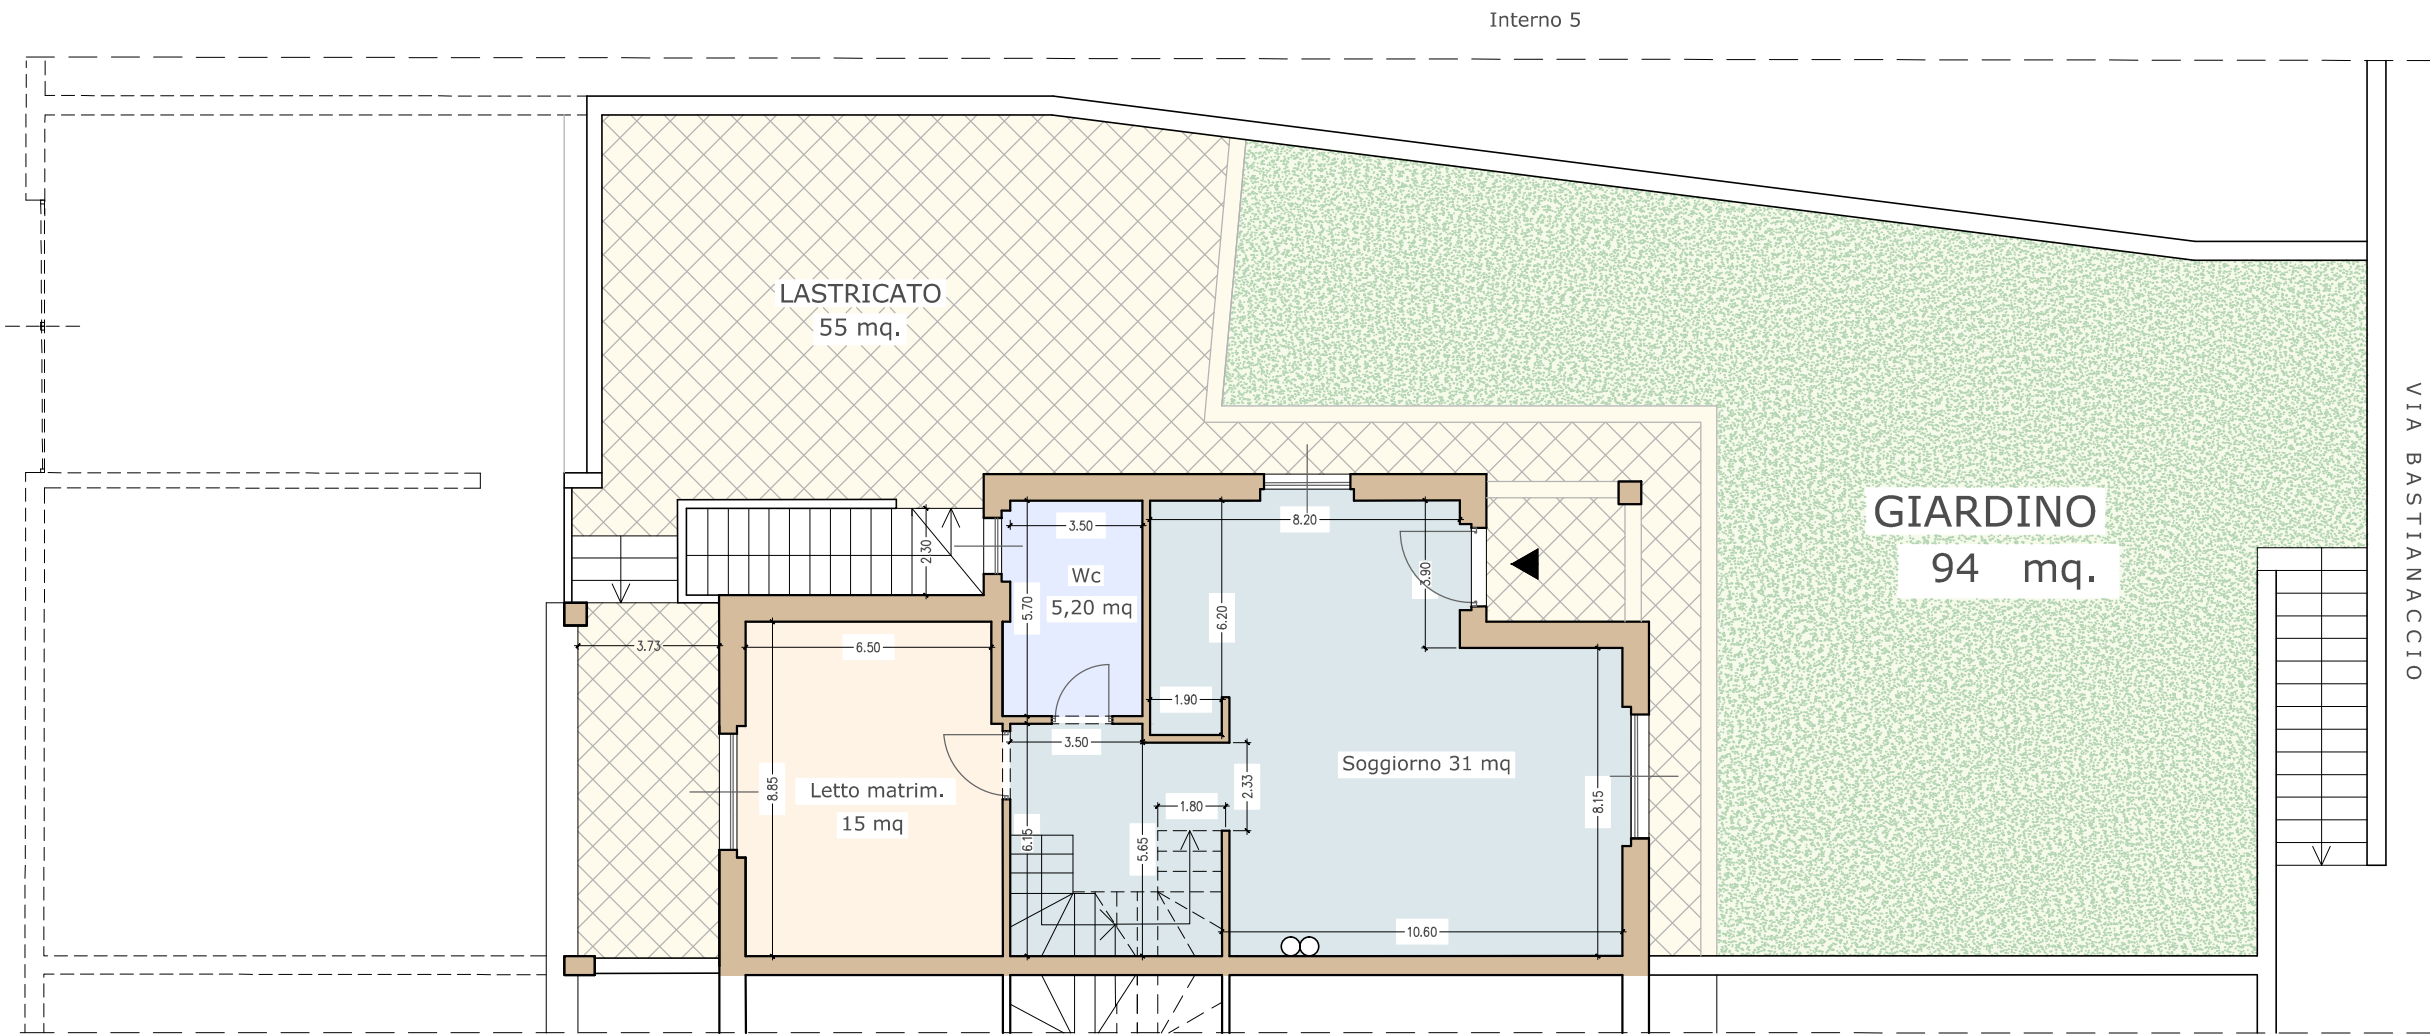 Interno 5
LASTRICATO
55 mq.
GIARDINO
94 mq.
VIA BASTIANACCIO
3.50
8.20
2.30
Wc
5,20 mq
3.90
5.70
6.20
3.73
6.50
1.90
3.50
Letto matrim.
15 mq
8.85
Soggiorno 31 mq
2.33
1.80
8.15
6.15
5.65
10.60